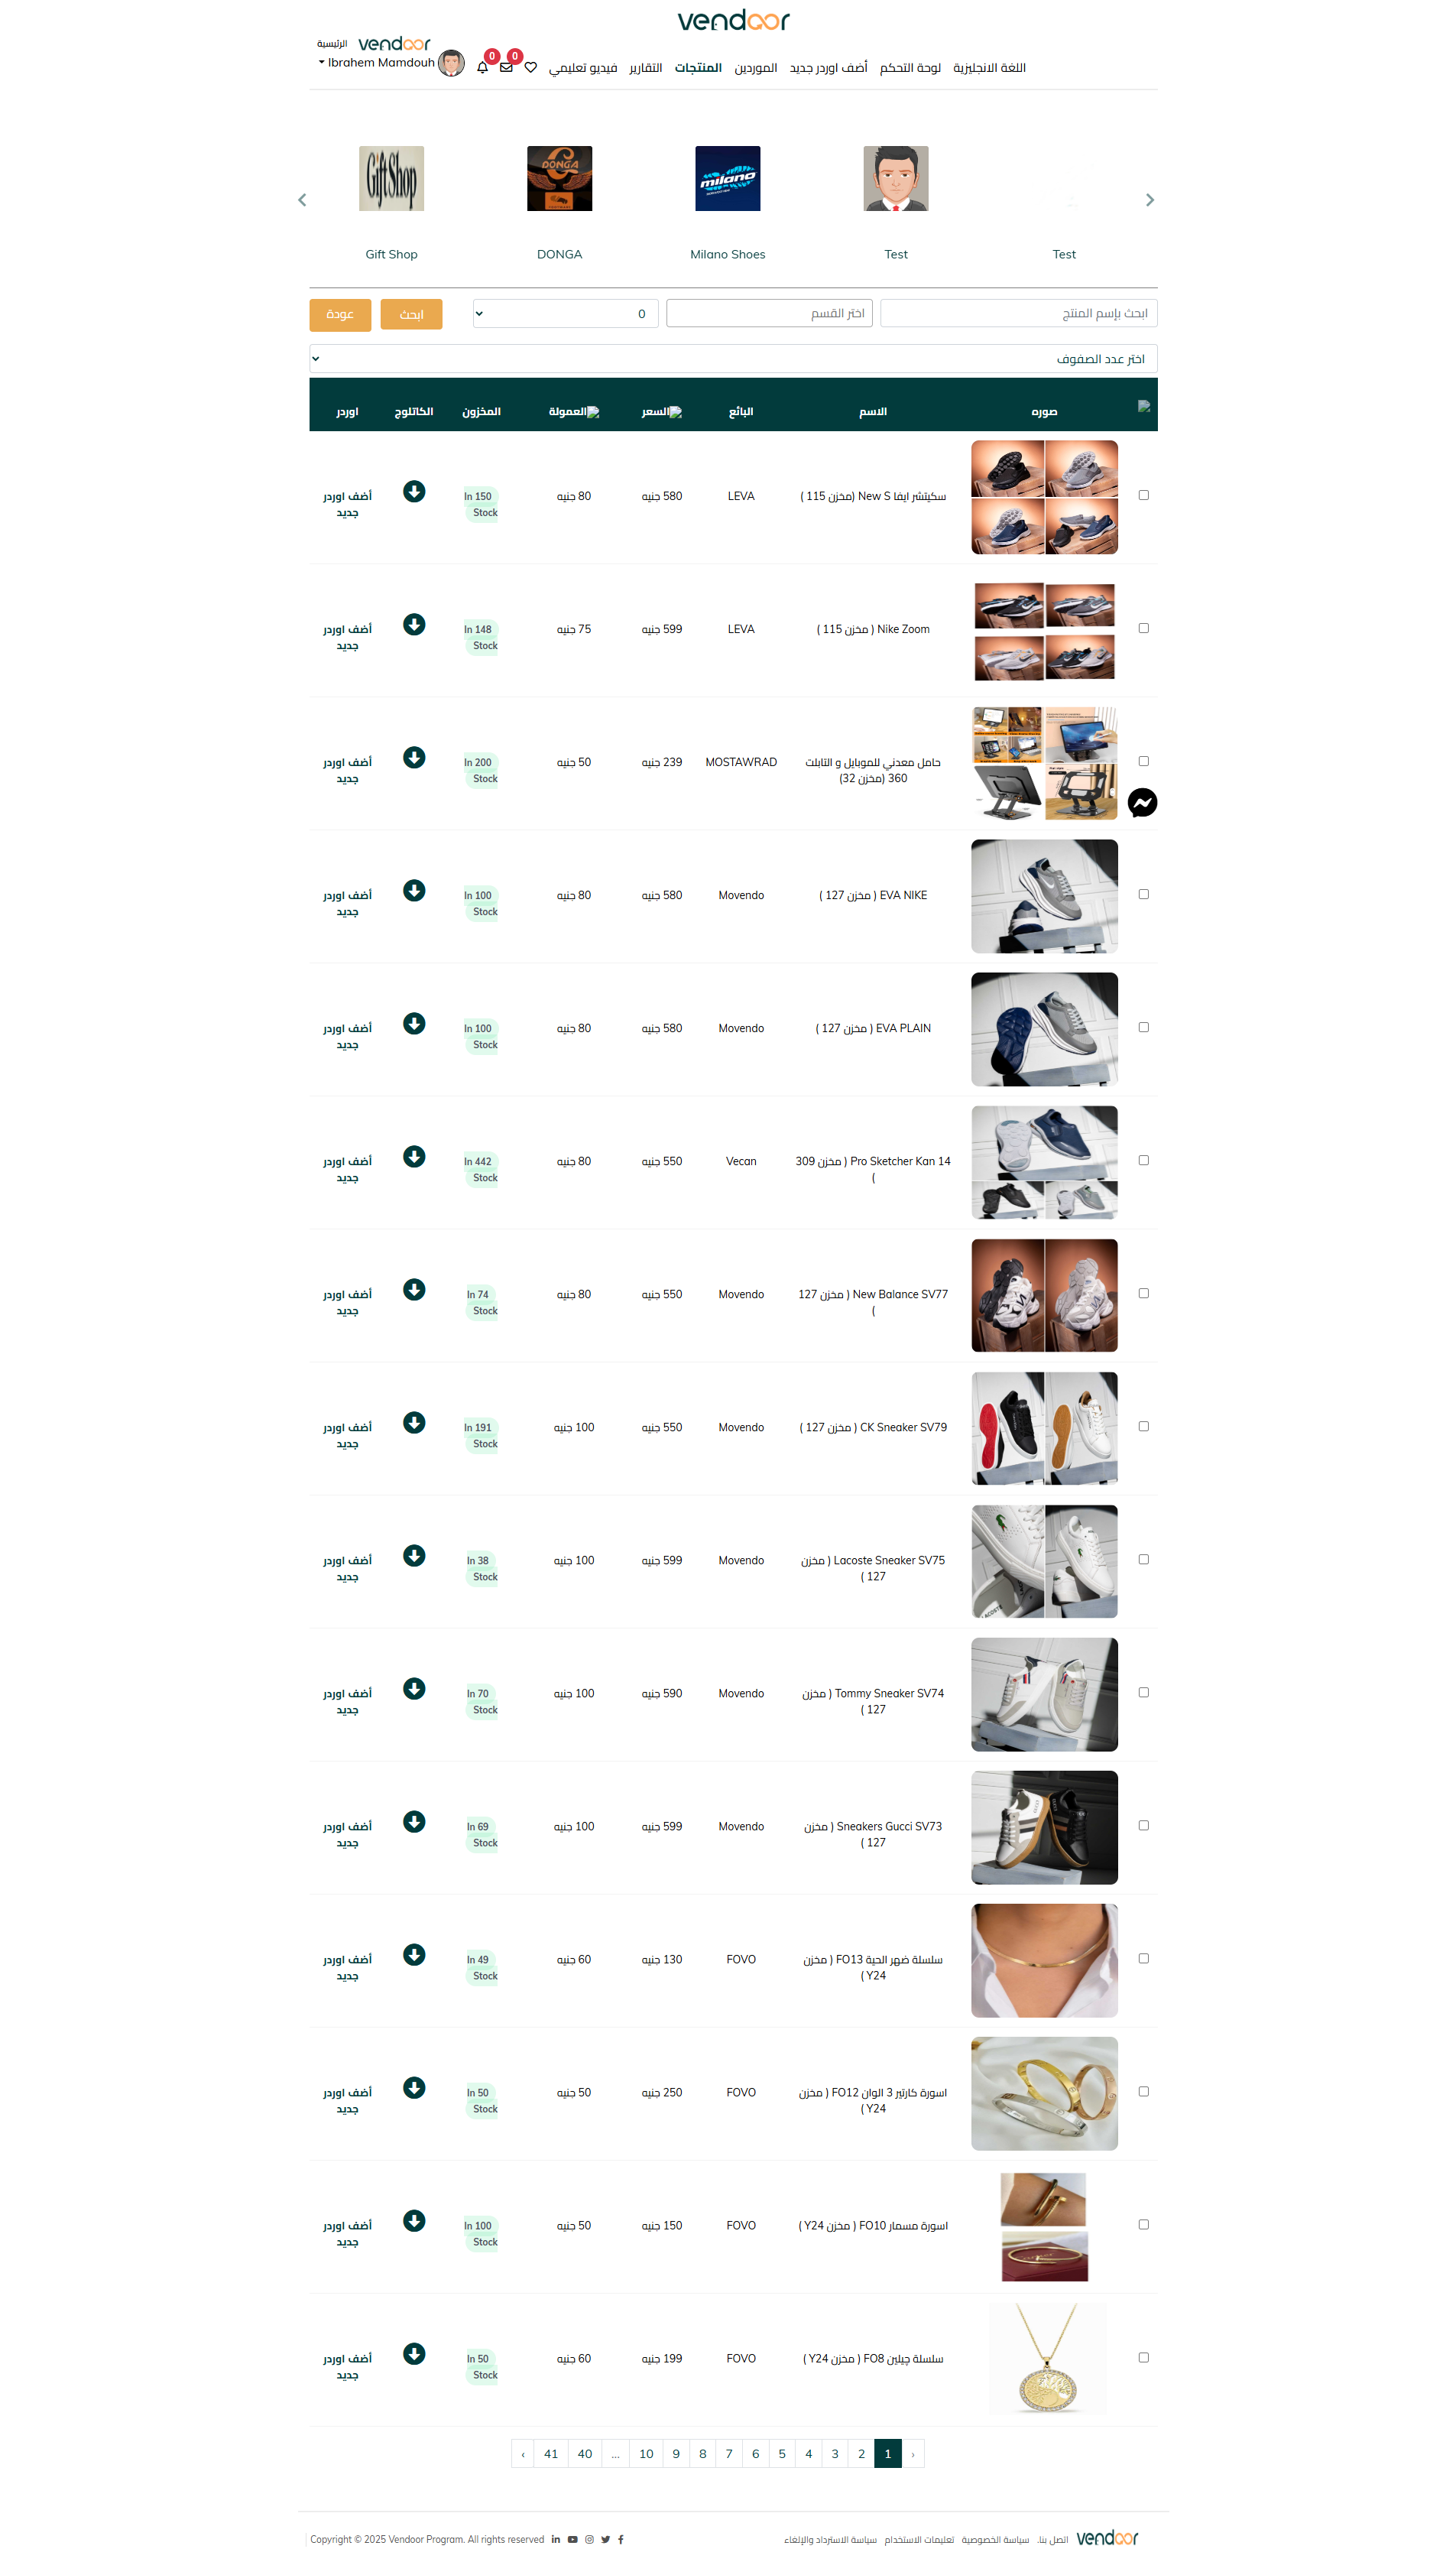 vendoor
vendoor الرئيسية
اللغة الانجليزية لوحة التحكم أضف اوردر جديد الموردين المنتجات التقارير فيديو تعليمي 0 0 Ibrahem Mamdouh
GiftShop
DONGA
milano
Gift Shop
DONGA
Milano Shoes
Test
Test
ابحث بإسم المنتج
اختر القسم
0
ابحث
عودة
اختر عدد الصفوف
صوره الاسم البائع السعر العمولة المخزون الكاتلوج اوردر
سكيتشر ايفا New S (مخزن 115 ) LEVA 580 جنيه 80 جنيه In 150 أضف اوردر
Stock جديد
Nike Zoom ( مخزن 115 ) LEVA 599 جنيه 75 جنيه In 148 أضف اوردر
Stock جديد
حامل معدني للموبايل و التابلت MOSTAWRAD 239 جنيه 50 جنيه In 200 أضف اوردر
360 (مخزن 32) Stock جديد
EVA NIKE ( مخزن 127 ) Movendo 580 جنيه 80 جنيه In 100 أضف اوردر
Stock جديد
EVA PLAIN ( مخزن 127 ) Movendo 580 جنيه 80 جنيه In 100 أضف اوردر
Stock جديد
Pro Sketcher Kan 14 ( مخزن 309 Vecan 550 جنيه 80 جنيه In 442 أضف اوردر
) Stock جديد
New Balance SV77 ( مخزن 127 Movendo 550 جنيه 80 جنيه In 74 أضف اوردر
) Stock جديد
CK Sneaker SV79 ( مخزن 127 ) Movendo 550 جنيه 100 جنيه In 191 أضف اوردر
Stock جديد
Lacoste Sneaker SV75 ( مخزن Movendo 599 جنيه 100 جنيه In 38 أضف اوردر
127 ) Stock جديد
Tommy Sneaker SV74 ( مخزن Movendo 590 جنيه 100 جنيه In 70 أضف اوردر
127 ) Stock جديد
Sneakers Gucci SV73 ( مخزن Movendo 599 جنيه 100 جنيه In 69 أضف اوردر
127 ) Stock جديد
سلسلة ضهر الحية FO13 ( مخزن FOVO 130 جنيه 60 جنيه In 49 أضف اوردر
Y24 ) Stock جديد
اسورة كارتير 3 الوان FO12 ( مخزن FOVO 250 جنيه 50 جنيه In 50 أضف اوردر
Y24 ) Stock جديد
اسورة مسمار FO10 ( مخزن Y24 ) FOVO 150 جنيه 50 جنيه In 100 أضف اوردر
Stock جديد
سلسلة چيلين FO8 ( مخزن Y24 ) FOVO 199 جنيه 60 جنيه In 50 أضف اوردر
Stock جديد
‹ 1 2 3 4 5 6 7 8 9 10 ... 40 41 ›
vendoor اتصل بنا. سياسة الخصوصية تعليمات الاستخدام سياسة الاسترداد والإلغاء
Copyright © 2025 Vendoor Program. All rights reserved